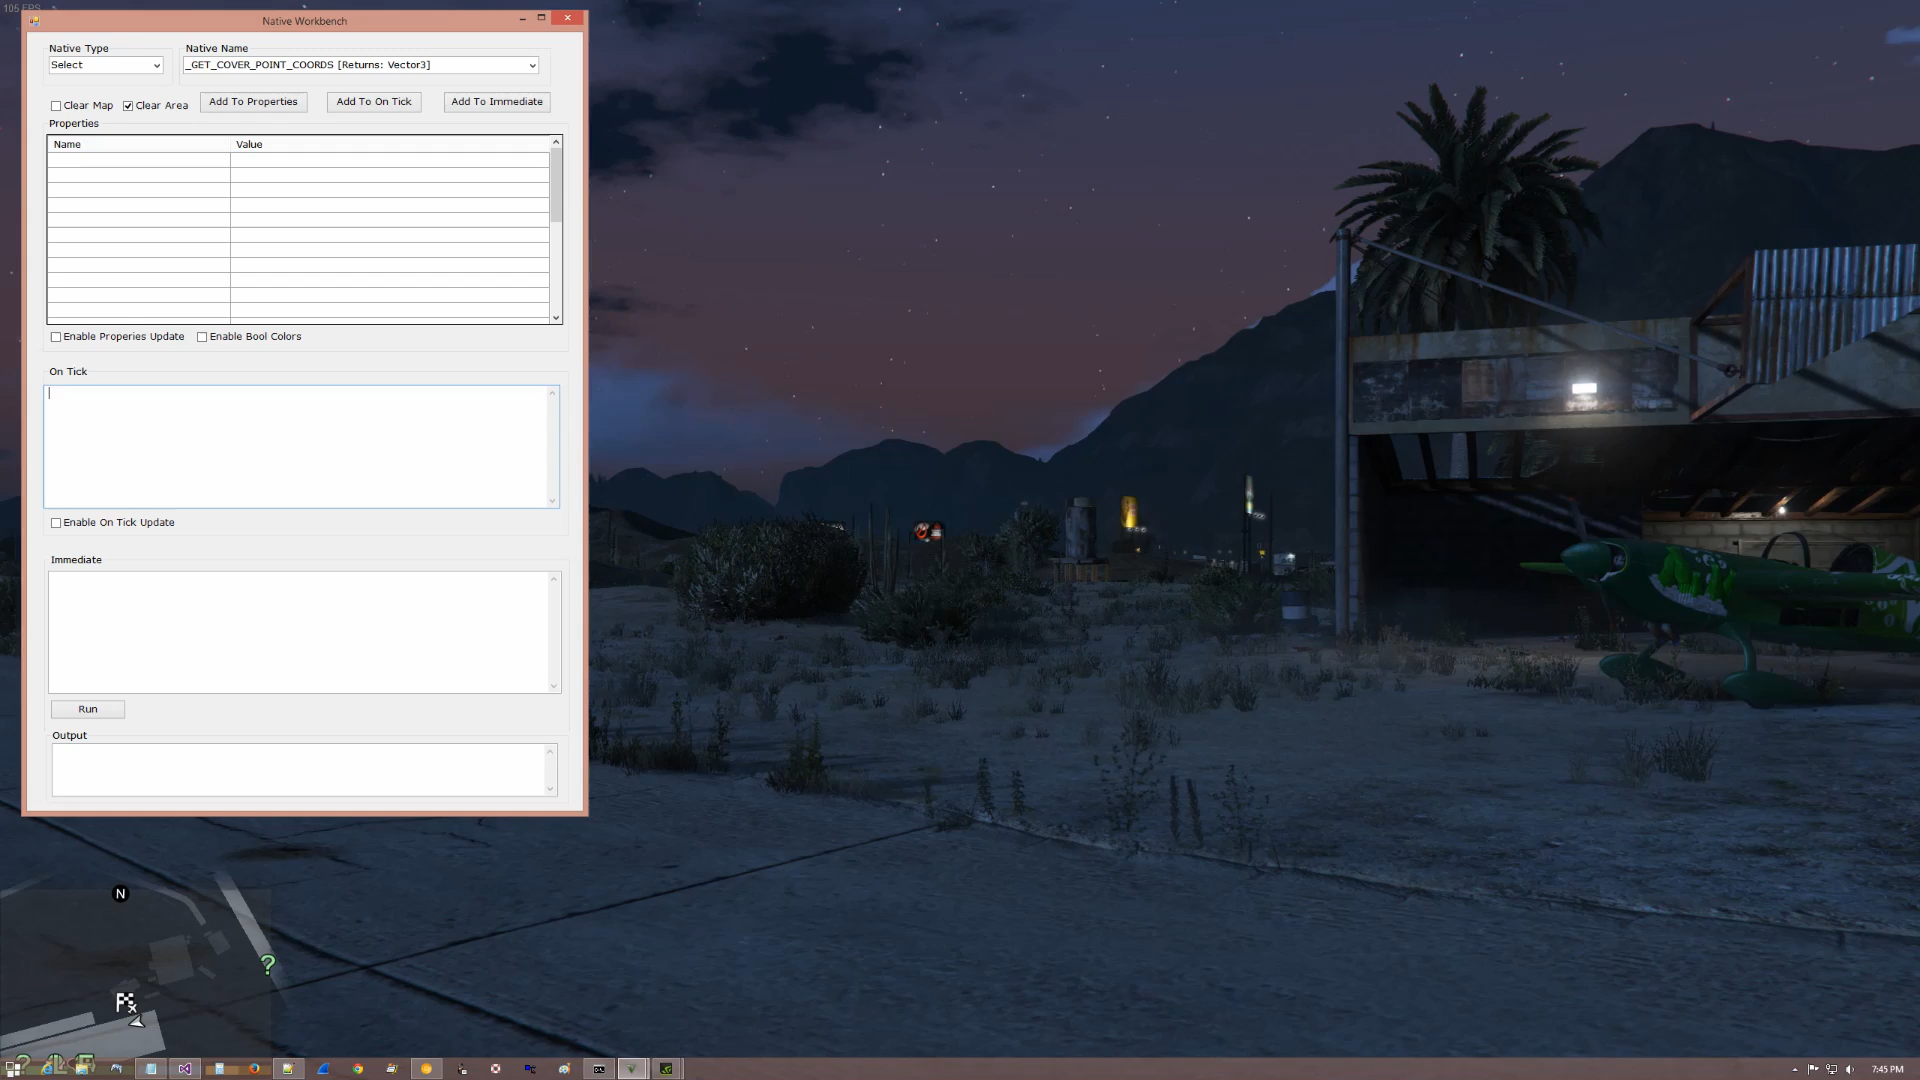 105 FPS
Native Workbench
Native Type
Native Name
Select
_GET_COVER_POINT_COORDS [Returns: Vector3]
Clear Map
Clear Area
Add To Properties
Add To On Tick
Add To Immediate
Properties
Name
Value
Enable Properies Update
Enable Bool Colors
On Tick
Enable On Tick Update
Immediate
Run
Output
N
?
?
7:45 PM